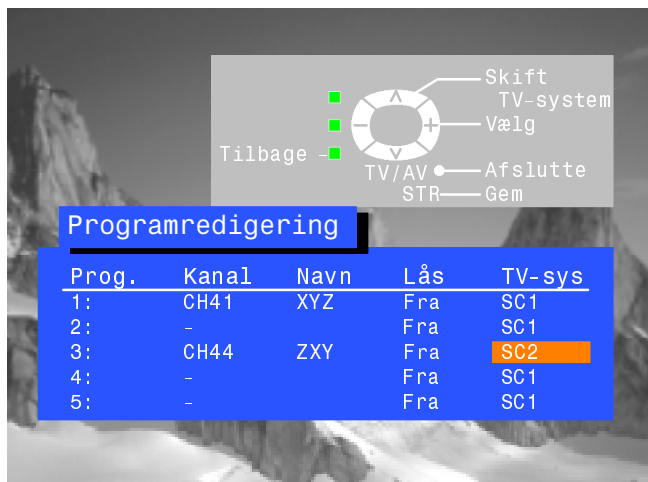 Skift
TV-system
Vælg
Tilbage
TV/AV Afslutte
STR Gem
Programredigering
Prog. Kanal Navn Lås TV-sys
1: CH41 XYZ Fra SC1
2: - Fra SC1
3: CH44 ZXY Fra SC2
4: - Fra SC1
5: - Fra SC1